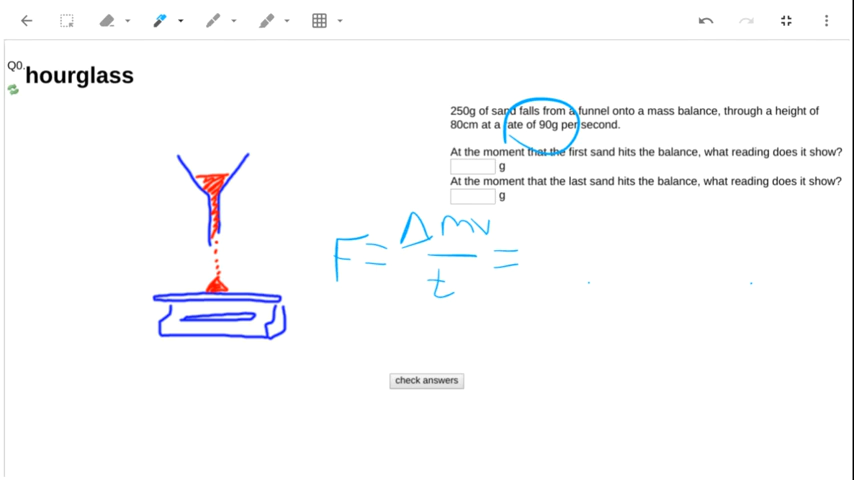 Q0.
hourglass
250g of sand falls from a funnel onto a mass balance, through a height of
80cm at a rate of 90g per second.
At the moment that the first sand hits the balance, what reading does it show?
g
At the moment that the last sand hits the balance, what reading does it show?
g
F = Δmv / t =
check answers